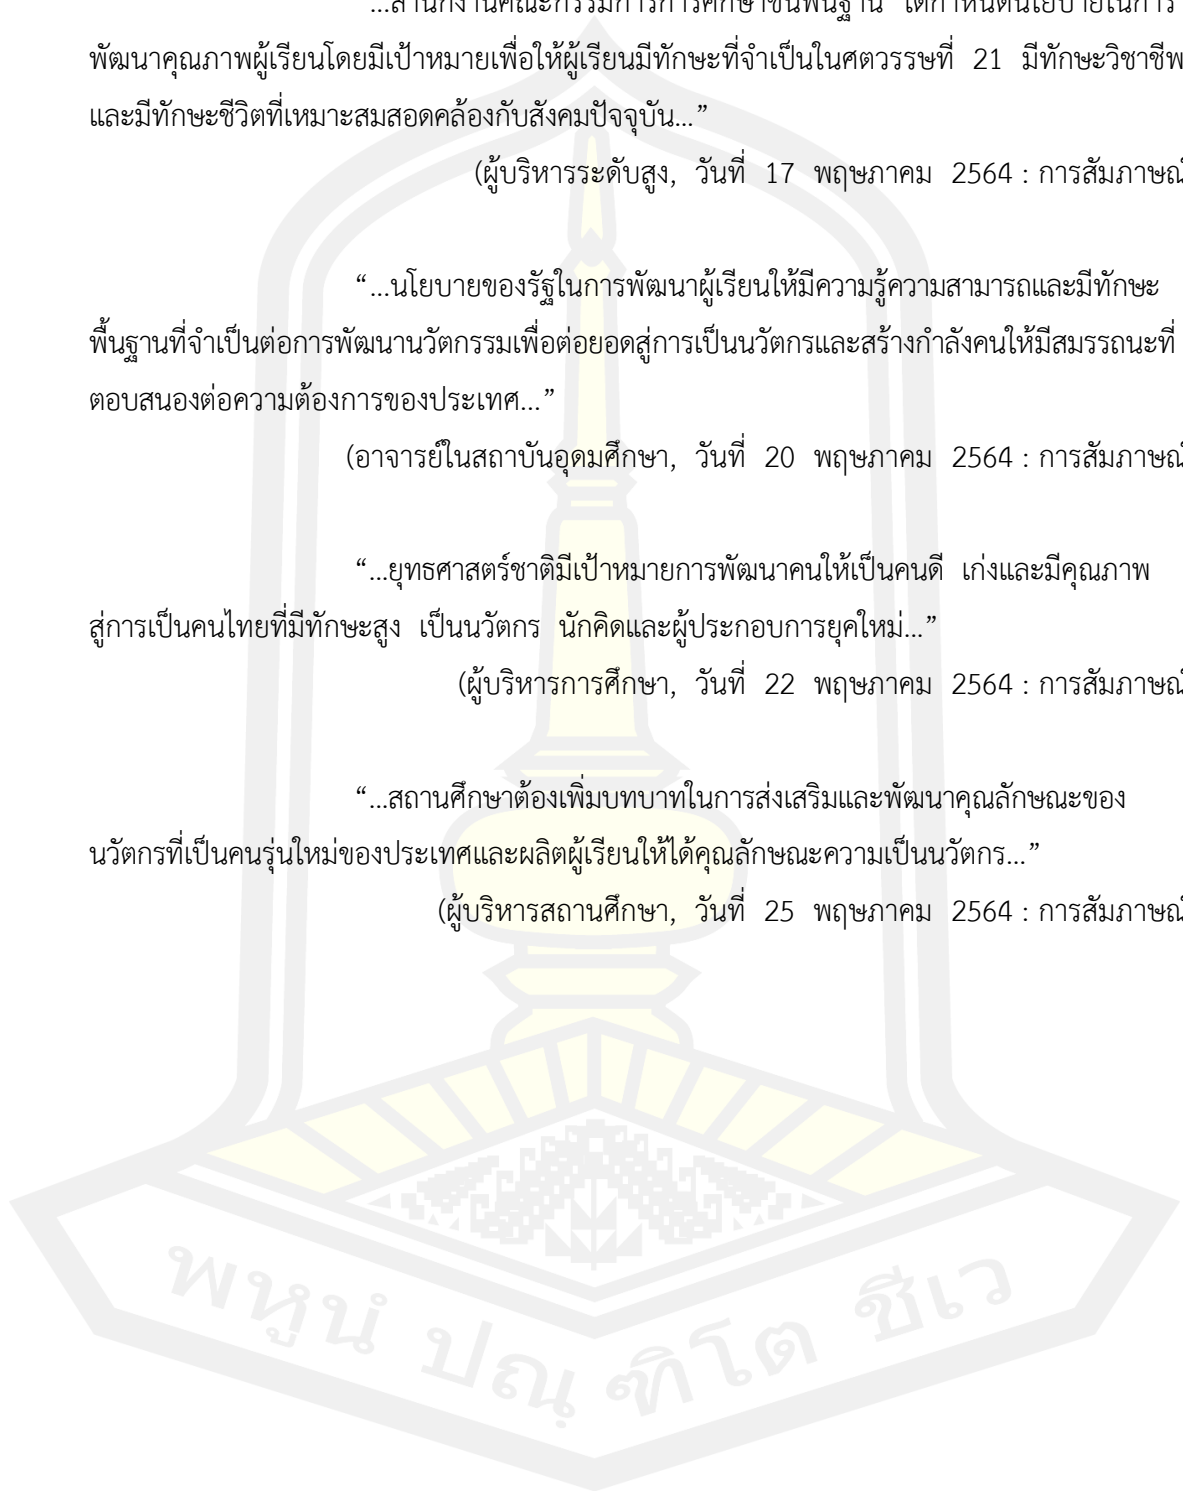 ...สำนักงานคณะกรรมการการศึกษาขั้นพื้นฐาน ได้กำหนดนโยบายในการ
พัฒนาคุณภาพผู้เรียนโดยมีเป้าหมายเพื่อให้ผู้เรียนมีทักษะที่จำเป็นในศตวรรษที่ 21 มีทักษะวิชาชีพ
และมีทักษะชีวิตที่เหมาะสมสอดคล้องกับสังคมปัจจุบัน...”
(ผู้บริหารระดับสูง, วันที่ 17 พฤษภาคม 2564 : การสัมภาษณ์
“...นโยบายของรัฐในการพัฒนาผู้เรียนให้มีความรู้ความสามารถและมีทักษะ
พื้นฐานที่จำเป็นต่อการพัฒนานวัตกรรมเพื่อต่อยอดสู่การเป็นนวัตกรและสร้างกำลังคนให้มีสมรรถนะที่
ตอบสนองต่อความต้องการของประเทศ...”
(อาจารย์ในสถาบันอุดมศึกษา, วันที่ 20 พฤษภาคม 2564 : การสัมภาษณ์
“...ยุทธศาสตร์ชาติมีเป้าหมายการพัฒนาคนให้เป็นคนดี เก่งและมีคุณภาพ
สู่การเป็นคนไทยที่มีทักษะสูง เป็นนวัตกร นักคิดและผู้ประกอบการยุคใหม่...”
(ผู้บริหารการศึกษา, วันที่ 22 พฤษภาคม 2564 : การสัมภาษณ์
“...สถานศึกษาต้องเพิ่มบทบาทในการส่งเสริมและพัฒนาคุณลักษณะของ
นวัตกรที่เป็นคนรุ่นใหม่ของประเทศและผลิตผู้เรียนให้ได้คุณลักษณะความเป็นนวัตกร...”
(ผู้บริหารสถานศึกษา, วันที่ 25 พฤษภาคม 2564 : การสัมภาษณ์
พหูนํ ปณฺฑิโต ชีเว